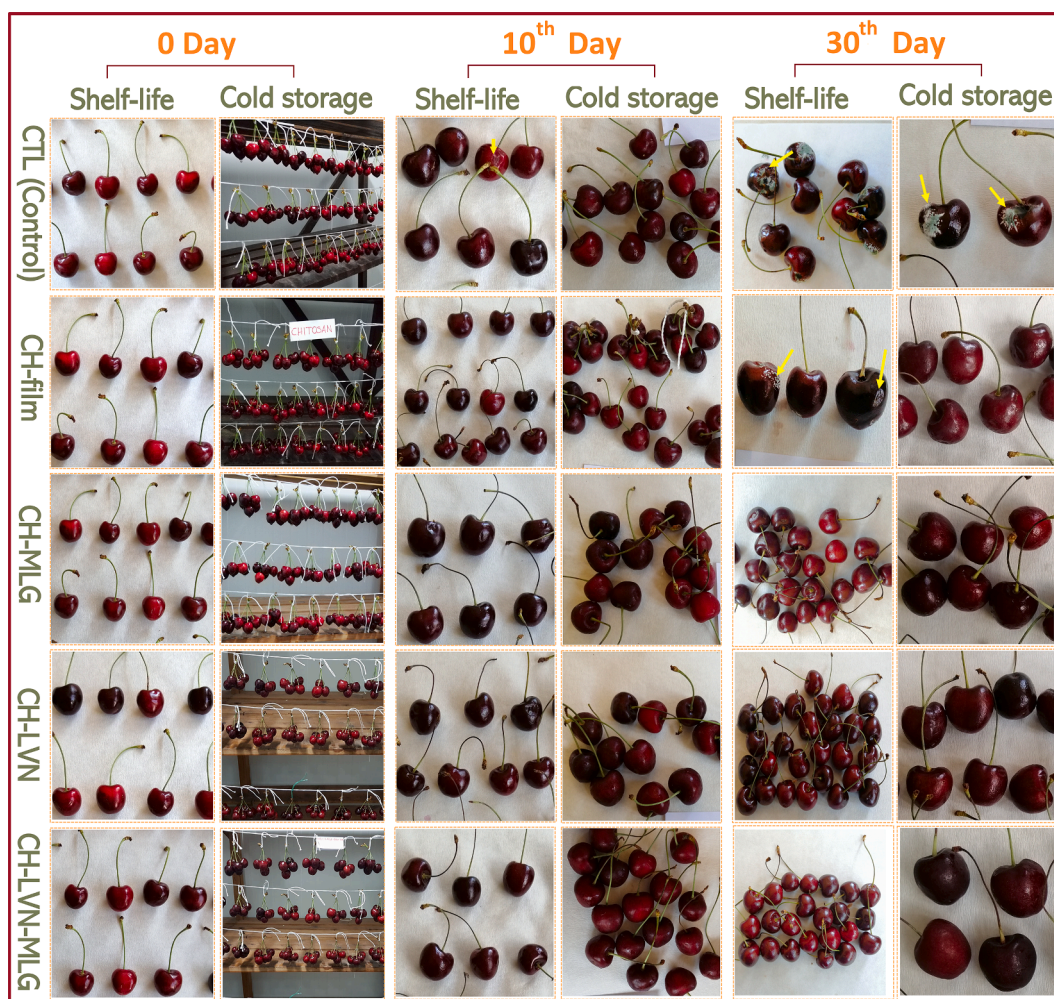 0 Day
10th Day
30th Day
Shelf-life
Cold storage
Shelf-life
Cold storage
Shelf-life
Cold storage
CTL (Control)
CHITOSAN
CH-film
CH-MLG
CH-LVN
CH-LVN-MLG